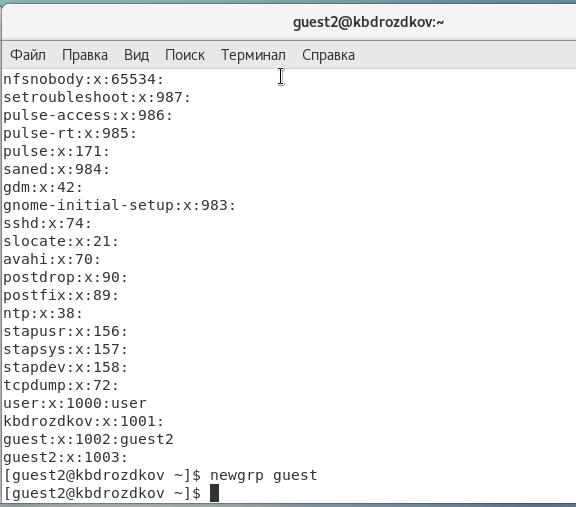 guest2@kbdrozdkov:~
Файл Правка Вид Поиск Терминал Справка
nfsnobody:x:65534:
setroubleshoot:x:987:
pulse-access:x:986:
pulse-rt:x:985:
pulse:x:171:
saned:x:984:
gdm:x:42:
gnome-initial-setup:x:983:
sshd:x:74:
slocate:x:21:
avahi:x:70:
postdrop:x:90:
postfix:x:89:
ntp:x:38:
stapusr:x:156:
stapsys:x:157:
stapdev:x:158:
tcpdump:x:72:
user:x:1000:user
kbdrozdkov:x:1001:
guest:x:1002:guest2
guest2:x:1003:
[guest2@kbdrozdkov ~]$ newgrp guest
[guest2@kbdrozdkov ~]$